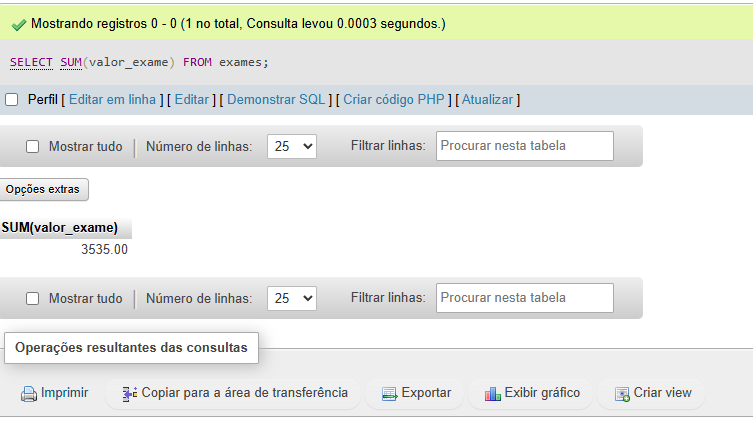 Mostrando registros 0 - 0 (1 no total, Consulta levou 0.0003 segundos.)
SELECT SUM(valor_exame) FROM exames;
Perfil [ Editar em linha ] [ Editar ] [ Demonstrar SQL ] [ Criar código PHP ] [ Atualizar ]
Mostrar tudo Número de linhas: 25 Filtrar linhas: Procurar nesta tabela
Opções extras
SUM(valor_exame)
3535.00
Mostrar tudo Número de linhas: 25 Filtrar linhas: Procurar nesta tabela
Operações resultantes das consultas
Imprimir Copiar para a área de transferência Exportar Exibir gráfico Criar view